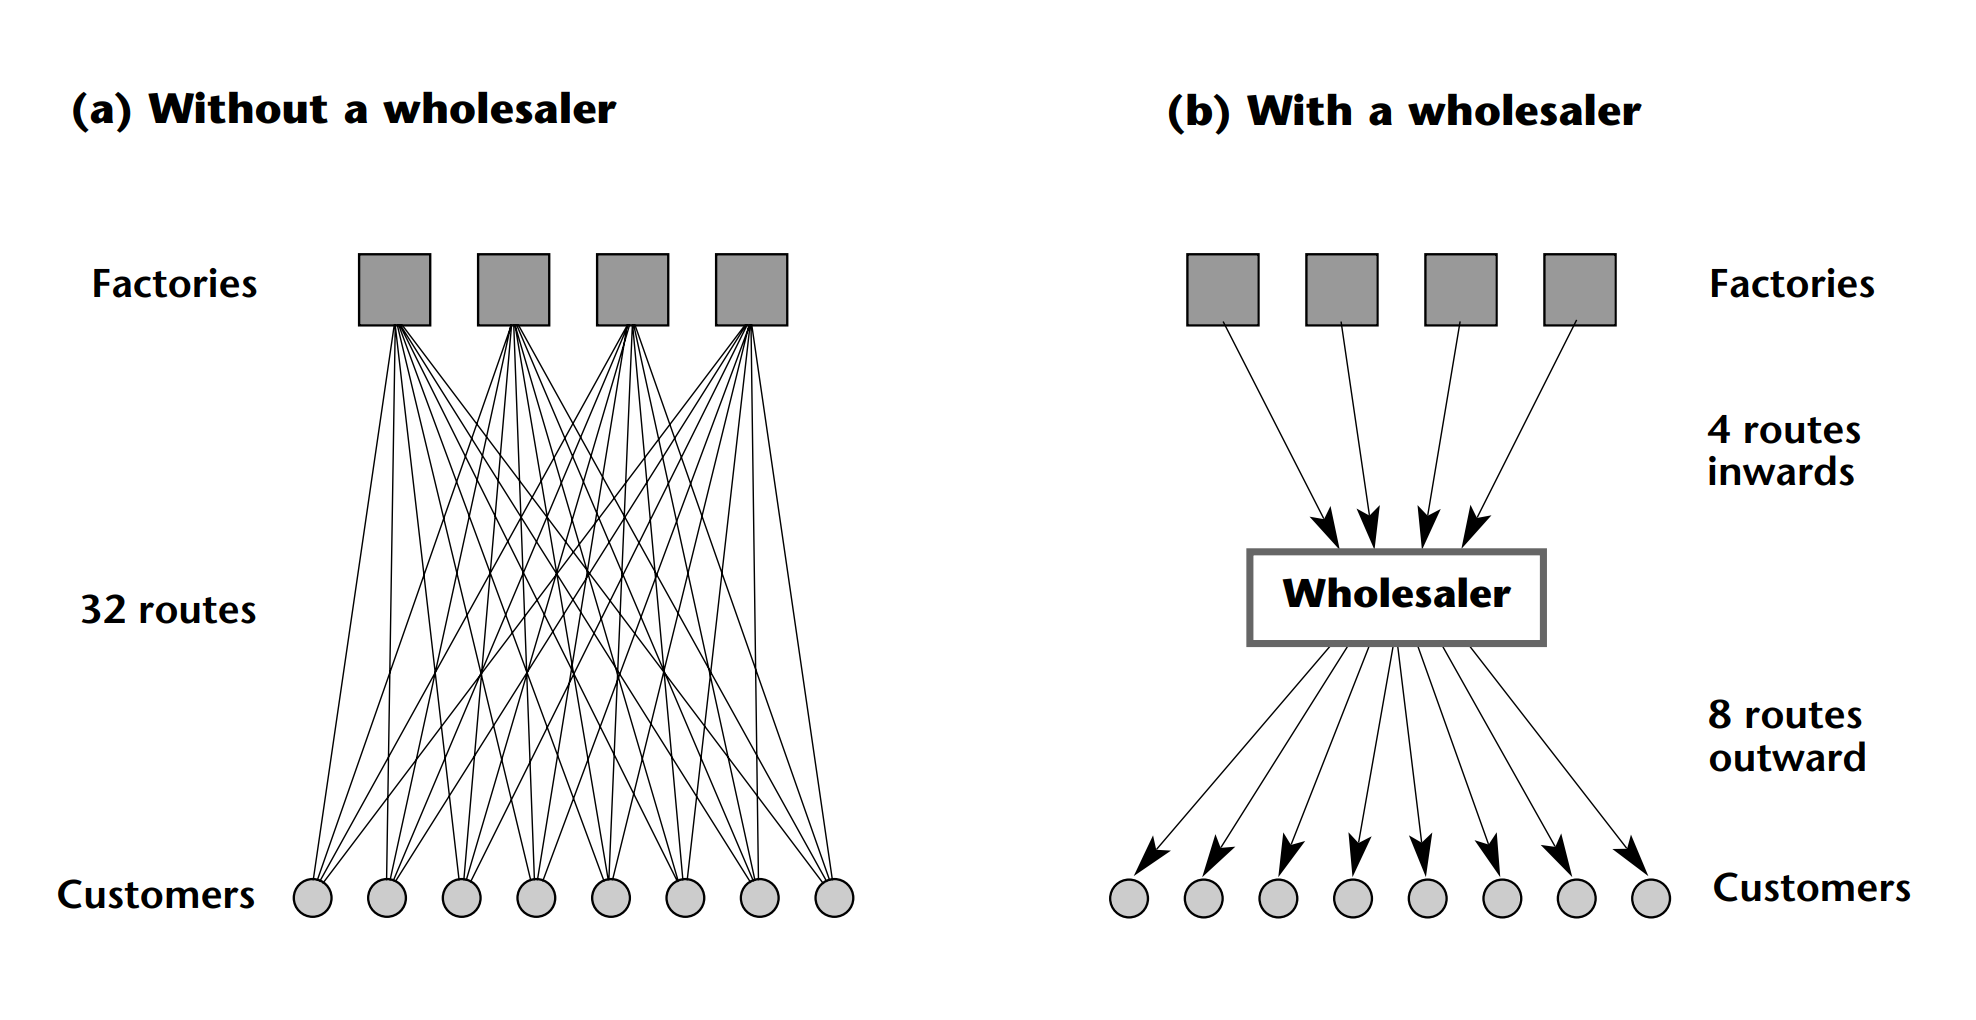 (a) Without a wholesaler
Factories
32 routes
Customers
(b) With a wholesaler
Factories
4 routes
inwards
Wholesaler
8 routes
outward
Customers